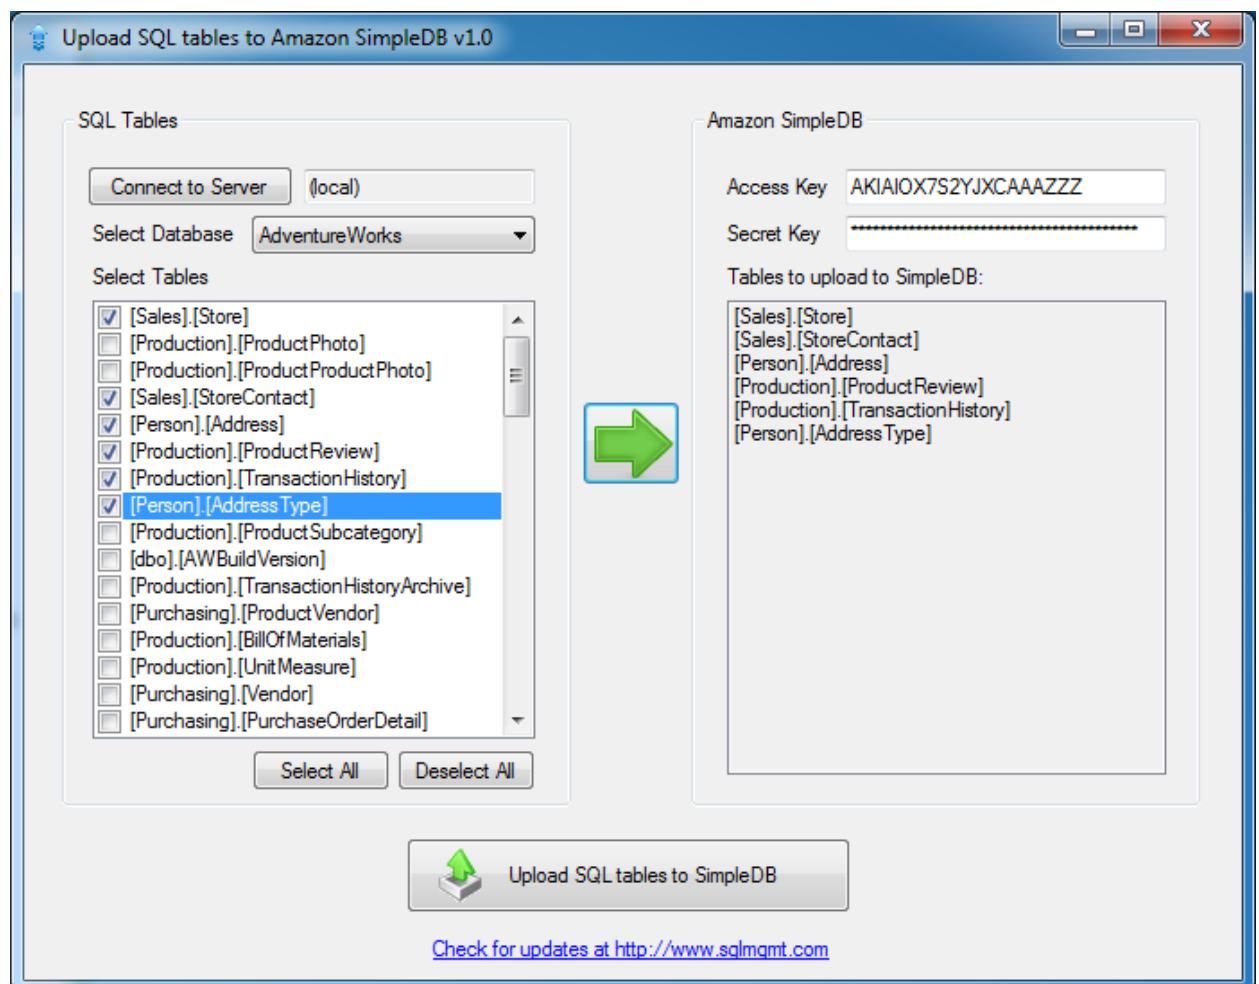 Upload SQL tables to Amazon SimpleDB v1.0
SQL Tables
Connect to Server
(local)
Select Database
AdventureWorks
Select Tables
[Sales].[Store]
[Production].[ProductPhoto]
[Production].[ProductProductPhoto]
[Sales].[StoreContact]
[Person].[Address]
[Production].[ProductReview]
[Production].[TransactionHistory]
[Person].[AddressType]
[Production].[ProductSubcategory]
[dbo].[AWBuildVersion]
[Production].[TransactionHistoryArchive]
[Purchasing].[ProductVendor]
[Production].[BillOfMaterials]
[Production].[UnitMeasure]
[Purchasing].[Vendor]
[Purchasing].[PurchaseOrderDetail]
Select All
Deselect All
Amazon SimpleDB
Access Key
AKIAIOX7S2YJXCAAAZZZ
Secret Key
****************************************
Tables to upload to SimpleDB:
[Sales].[Store]
[Sales].[StoreContact]
[Person].[Address]
[Production].[ProductReview]
[Production].[TransactionHistory]
[Person].[AddressType]
Upload SQL tables to SimpleDB
Check for updates at http://www.sqlmgmt.com